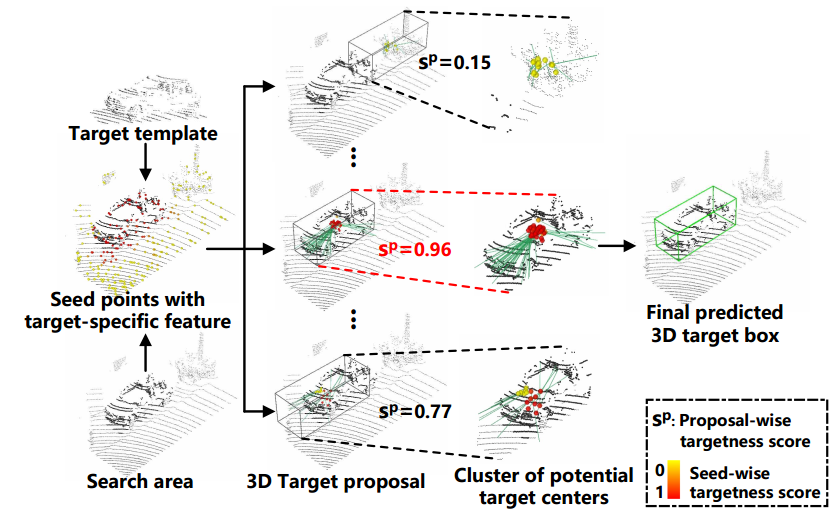 Target template
Seed points with
target-specific feature
Search area
sᵖ=0.15
sᵖ=0.96
sᵖ=0.77
3D Target proposal
Cluster of potential
target centers
Final predicted
3D target box
sᵖ: Proposal-wise
targetness score
0
1
Seed-wise
targetness score